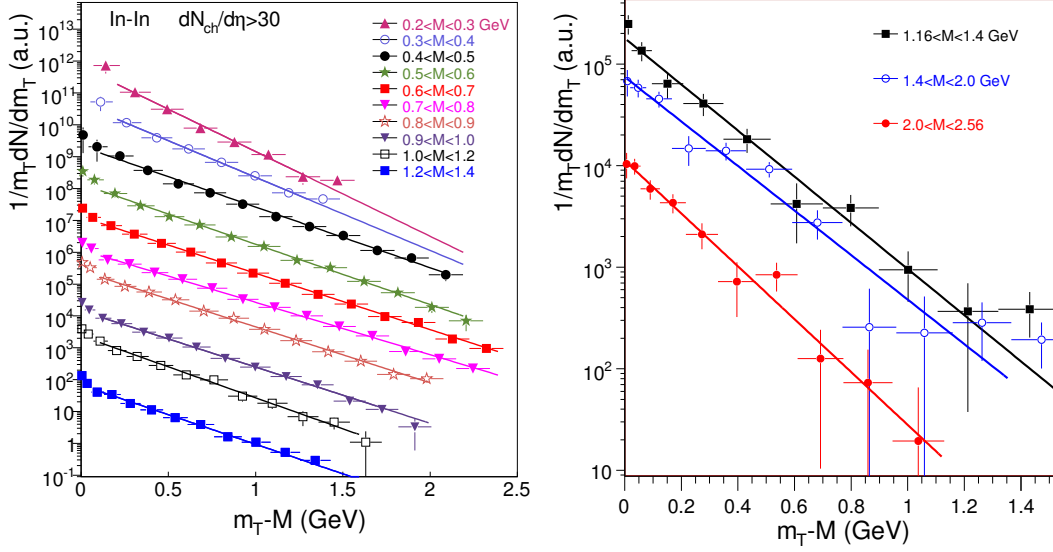 In-In dN_ch/dη>30
1/m_T dN/dm_T (a.u.)
10^13
10^12
10^11
10^10
10^9
10^8
10^7
10^6
10^5
10^4
10^3
10^2
10
1
10^-1
0.2<M<0.3 GeV
0.3<M<0.4
0.4<M<0.5
0.5<M<0.6
0.6<M<0.7
0.7<M<0.8
0.8<M<0.9
0.9<M<1.0
1.0<M<1.2
1.2<M<1.4
0 0.5 1 1.5 2 2.5
m_T-M (GeV)
1/m_T dN/dm_T (a.u.)
10^5
10^4
10^3
10^2
10
1.16<M<1.4 GeV
1.4<M<2.0 GeV
2.0<M<2.56
0 0.2 0.4 0.6 0.8 1 1.2 1.4
m_T-M (GeV)